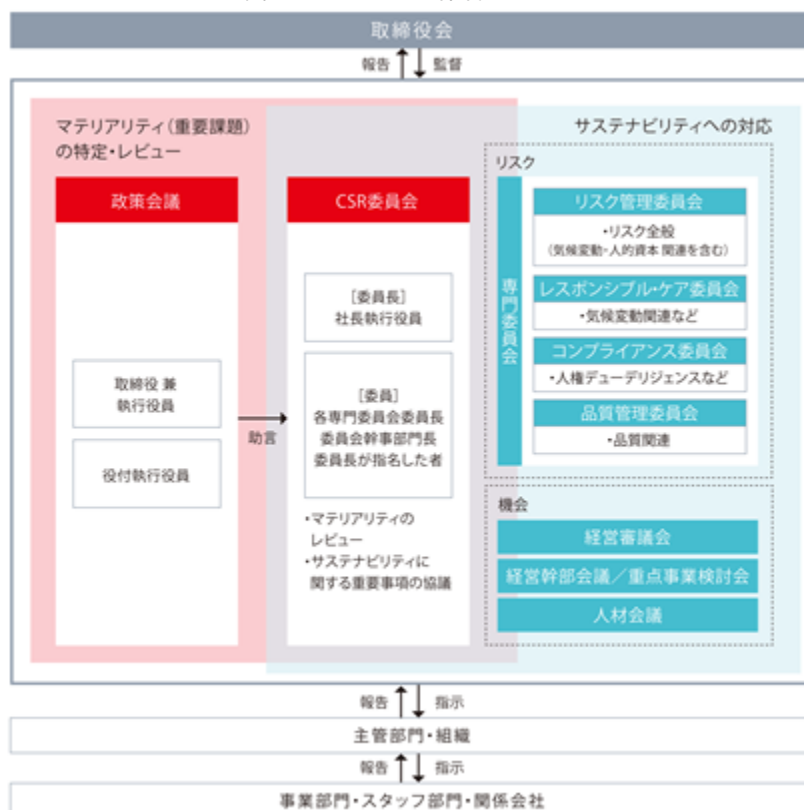 取締役会
報告
監督
マテリアリティ(重要課題)
の特定・レビュー
サステナビリティへの対応
政策会議
取締役 兼
執行役員
役付執行役員
助言
CSR委員会
[委員長]
社長執行役員
[委員]
各専門委員会委員長
委員会幹事部門長
委員長が指名した者
・マテリアリティの
レビュー
・サステナビリティに
関する重要事項の協議
リスク
専門委員会
リスク管理委員会
・リスク全般
(気候変動・人的資本 関連を含む)
レスポンシブル・ケア委員会
・気候変動関連など
コンプライアンス委員会
・人権デューデリジェンスなど
品質管理委員会
・品質関連
機会
経営審議会
経営幹部会議/重点事業検討会
人材会議
報告
指示
主管部門・組織
報告
指示
事業部門・スタッフ部門・関係会社